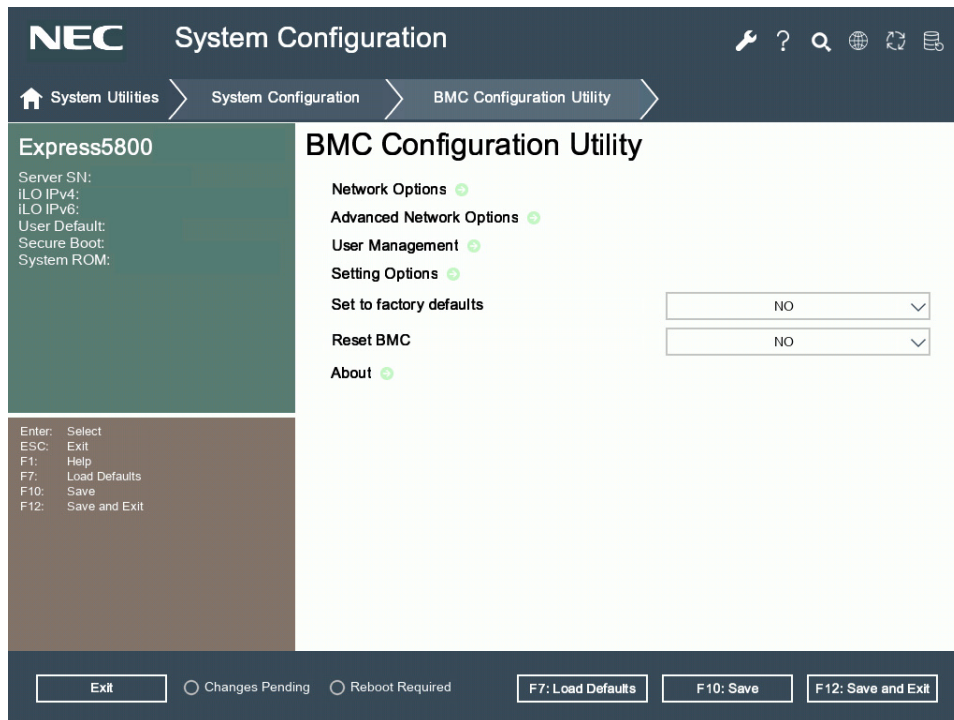 NEC System Configuration
System Utilities System Configuration BMC Configuration Utility
Express5800
Server SN:
iLO IPv4:
iLO IPv6:
User Default:
Secure Boot:
System ROM:
Enter: Select
ESC: Exit
F1: Help
F7: Load Defaults
F10: Save
F12: Save and Exit
BMC Configuration Utility
Network Options
Advanced Network Options
User Management
Setting Options
Set to factory defaults NO
Reset BMC NO
About
Exit Changes Pending Reboot Required F7: Load Defaults F10: Save F12: Save and Exit